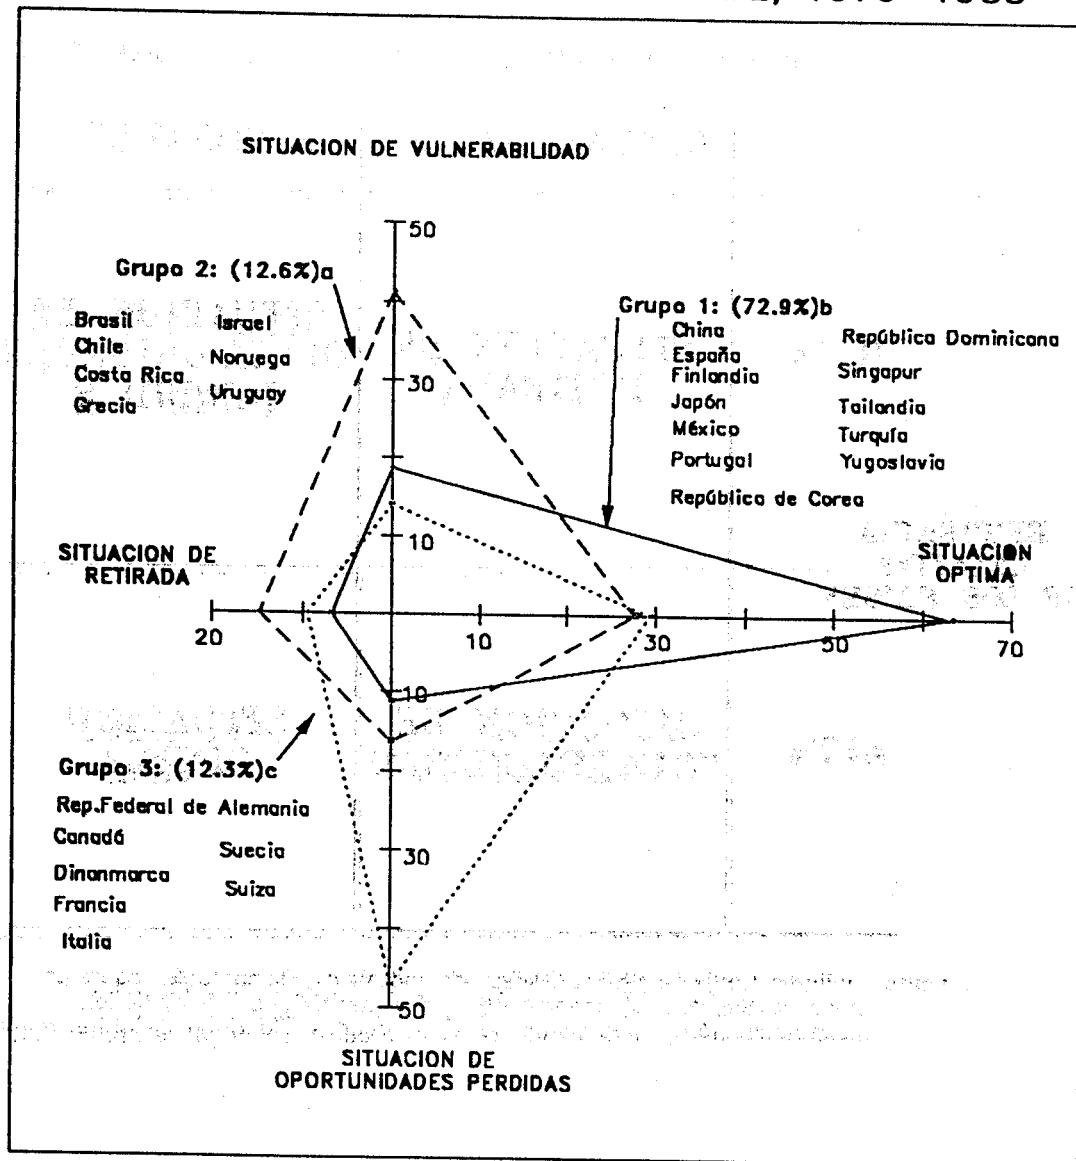 SITUACION DE VULNERABILIDAD
50
Grupo 2: (12.6%)a
Brasil Israel
Chile Noruega
Costa Rica Uruguay
Grecia
Grupo 1: (72.9%)b
China República Dominicana
España
Finlandia Singapur
Japón Tailandia
México Turquía
Portugal Yugoslavia
República de Corea
30
10
SITUACION DE
RETIRADA
SITUACION
OPTIMA
20 10 30 50 70
10
Grupo 3: (12.3%)c
Rep.Federal de Alemania
Canadá Suecia
Dinanmarca Suiza
Francia
Italia
30
50
SITUACION DE
OPORTUNIDADES PERDIDAS